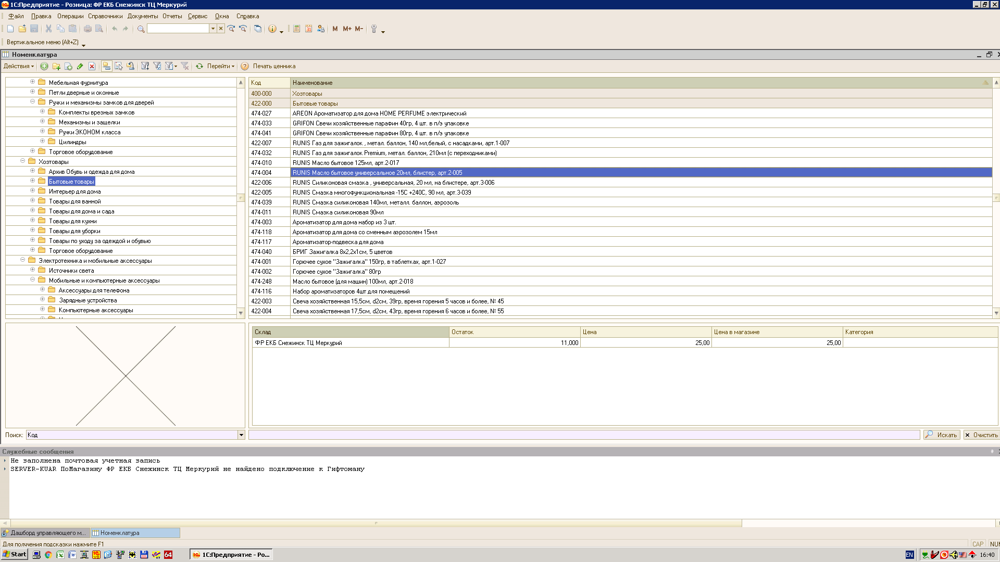 1С:Предприятие - Розница: ФР ЕКБ Снежинск ТЦ Меркурий
Файл Правка Операции Справочники Документы Отчеты Сервис Окна Справка
M M+ M-
Вертикальное меню (Alt+Z)
Номенклатура
Действия Перейти Печать ценника
Мебельная фурнитура
Петли дверные и оконные
Ручки и механизмы замков для дверей
Комплекты врезных замков
Механизмы и защелки
Ручки ЭКОНОМ класса
Цилиндры
Торговое оборудование
Хозтовары
Архив Обувь и одежда для дома
Бытовые товары
Интерьер для дома
Товары для ванной
Товары для дома и сада
Товары для кухни
Товары для уборки
Товары по уходу за одеждой и обувью
Торговое оборудование
Электротехника и мобильные аксессуары
Источники света
Мобильные и компьютерные аксессуары
Аксессуары для телефона
Зарядные устройства
Компьютерные аксессуары
Код Наименование
400-000 Хозтовары
422-000 Бытовые товары
474-027 AREON Ароматизатор для дома HOME PERFUME электрический
474-033 GRIFON Свечи хозяйственные парафин 40гр, 4 шт. в п/э упаковке
474-041 GRIFON Свечи хозяйственные парафин 80гр, 4 шт. в п/э упаковке
422-007 RUNIS Газ для зажигалок , метал. баллон, 140 мл,белый, с насадками, арт.1-007
474-032 RUNIS Газ для зажигалок Premium, метал. баллон, 210мл (с переходниками)
474-010 RUNIS Масло бытовое 125мл, арт.2-017
474-004 RUNIS Масло бытовое универсальное 20мл, блистер, арт.2-005
422-006 RUNIS Силиконовая смазка , универсальная, 20 мл, на блистере, арт.3-006
422-005 RUNIS Смазка многофункциональная -15С +240С, 90 мл, арт.3-039
474-039 RUNIS Смазка силиконовая 140мл, металл. баллон, аэрозоль
474-011 RUNIS Смазка силиконовая 90мл
474-003 Ароматизатор для дома набор из 3 шт.
474-118 Ароматизатор для дома со сменным аэрозолем 15мл
474-117 Ароматизатор-подвеска для дома
474-040 БРИГ Зажигалка 8х2,2х1см, 5 цветов
474-001 Горючее сухое "Зажигалка" 150гр, в таблетках, арт.1-027
474-002 Горючее сухое "Зажигалка" 80гр
474-248 Масло бытовое (для машин) 100мл, арт.2-018
474-116 Набор ароматизаторов 4шт для помещений
422-003 Свеча хозяйственная 15,5см, d2см, 39гр, время горения 5 часов и более, № 45
422-004 Свеча хозяйственная 17,5см, d2см, 43гр, время горения 6 часов и более, № 55
Склад Остаток Цена Цена в магазине Категория
ФР ЕКБ Снежинск ТЦ Меркурий 11,000 25,00 25,00
Поиск: Код Искать Очистить
Служебные сообщения
Не заполнена почтовая учетная запись
SERVER-KUAR ПоМагазину ФР ЕКБ Снежинск ТЦ Меркурий не найдено подключение к Гифтоману
Дашборд управляющего м... Номенклатура
Для получения подсказки нажмите F1 CAP NU
Start 64 1С:Предприятие - Ро... EN 16:40